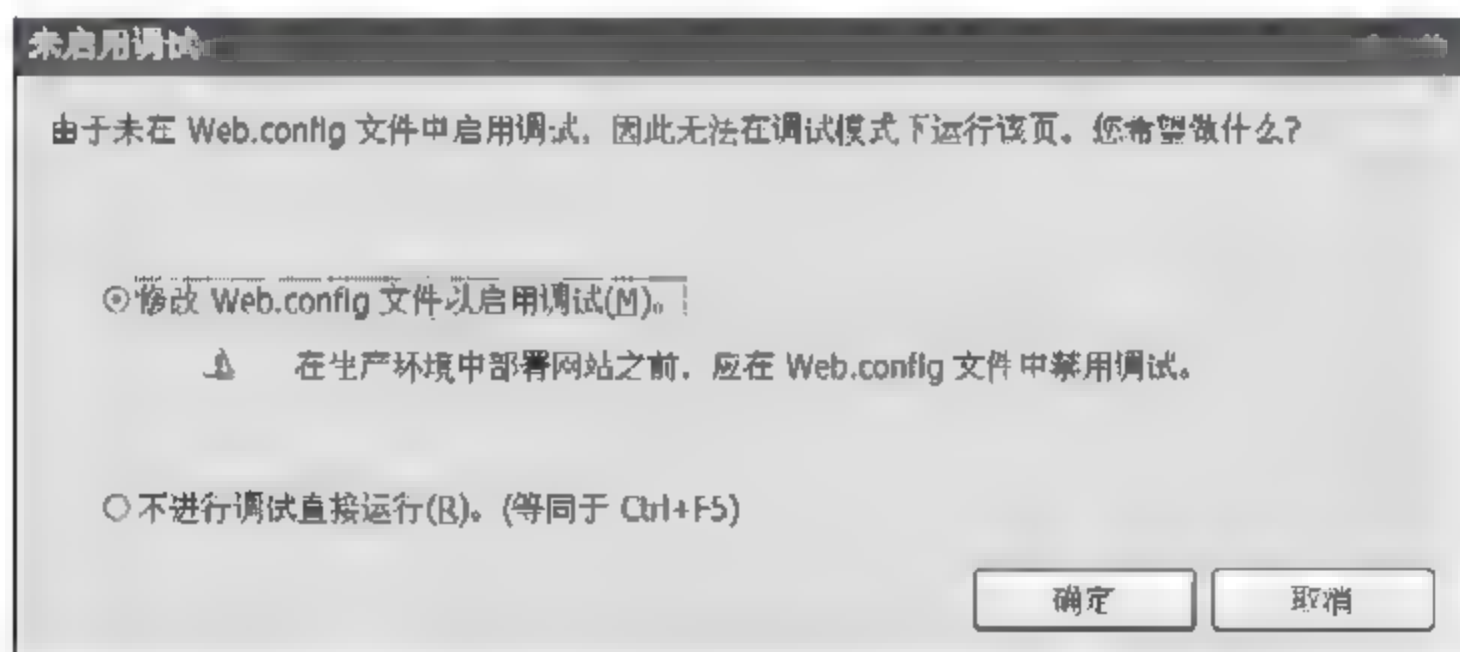 未启用调试
由于未在 Web.config 文件中启用调试，因此无法在调试模式下运行该页。您希望做什么?
修改 Web.config 文件以启用调试(M)。
在生产环境中部署网站之前，应在 Web.config 文件中禁用调试。
不进行调试直接运行(R)。(等同于 Ctrl+F5)
确定 取消